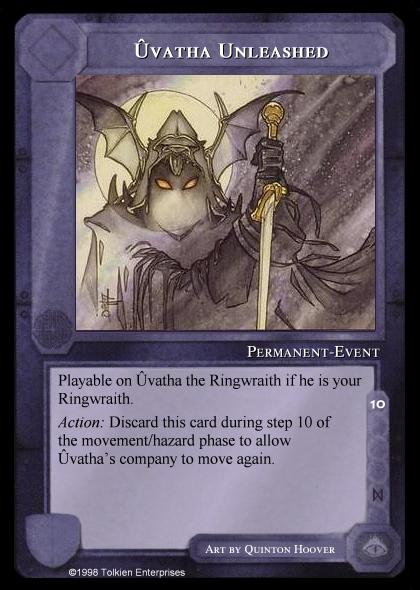 Ûvatha Unleashed
Permanent-Event
Playable on Ûvatha the Ringwraith if he is your
Ringwraith.
Action: Discard this card during step 10 of
the movement/hazard phase to allow
Ûvatha's company to move again.
10
Art by Quinton Hoover
©1998 Tolkien Enterprises